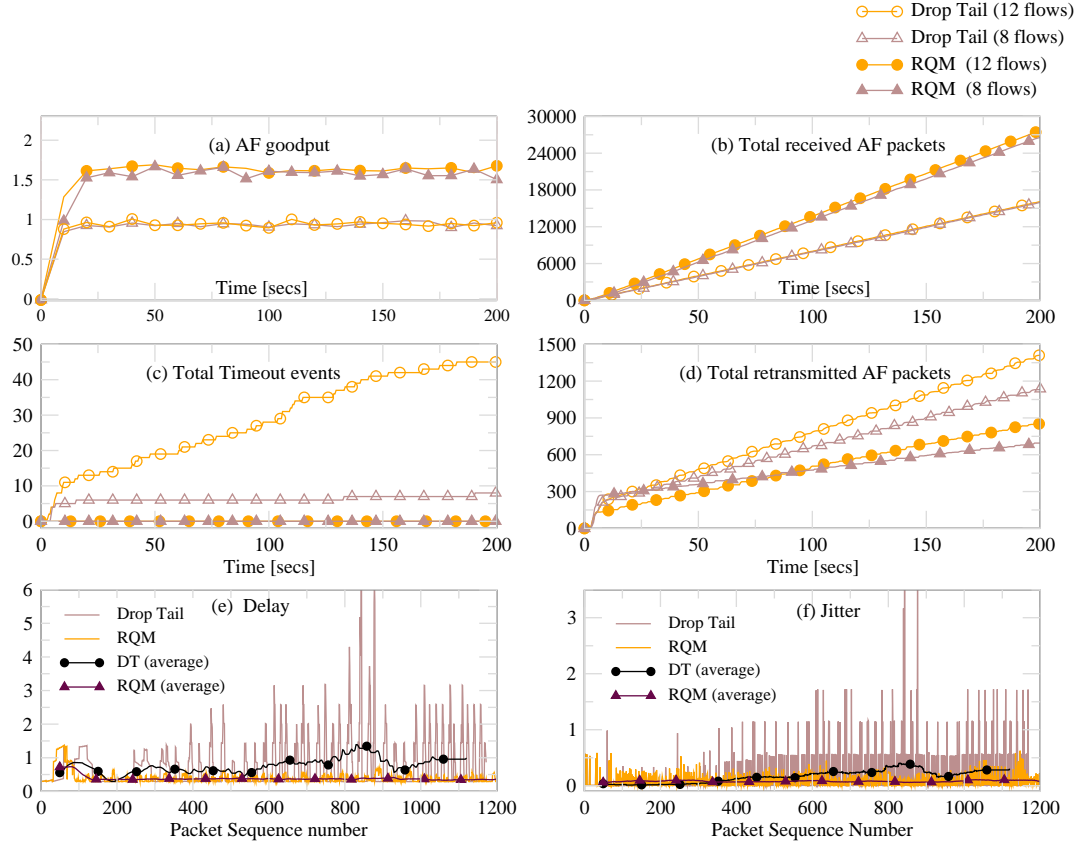 Drop Tail (12 flows)
Drop Tail (8 flows)
RQM (12 flows)
RQM (8 flows)
(a) AF goodput
2
1.5
1
0.5
0
0 50 100 150 200
Time [secs]
(b) Total received AF packets
30000
24000
18000
12000
6000
0
0 50 100 150 200
Time [secs]
(c) Total Timeout events
50
40
30
20
10
0
0 50 100 150 200
Time [secs]
(d) Total retransmitted AF packets
1500
1200
900
600
300
0
0 50 100 150 200
Time [secs]
(e) Delay
Drop Tail
RQM
DT (average)
RQM (average)
6
5
4
3
2
1
0
0 200 400 600 800 1000 1200
Packet Sequence number
(f) Jitter
Drop Tail
RQM
DT (average)
RQM (average)
3
2
1
0
0 200 400 600 800 1000 1200
Packet Sequence Number